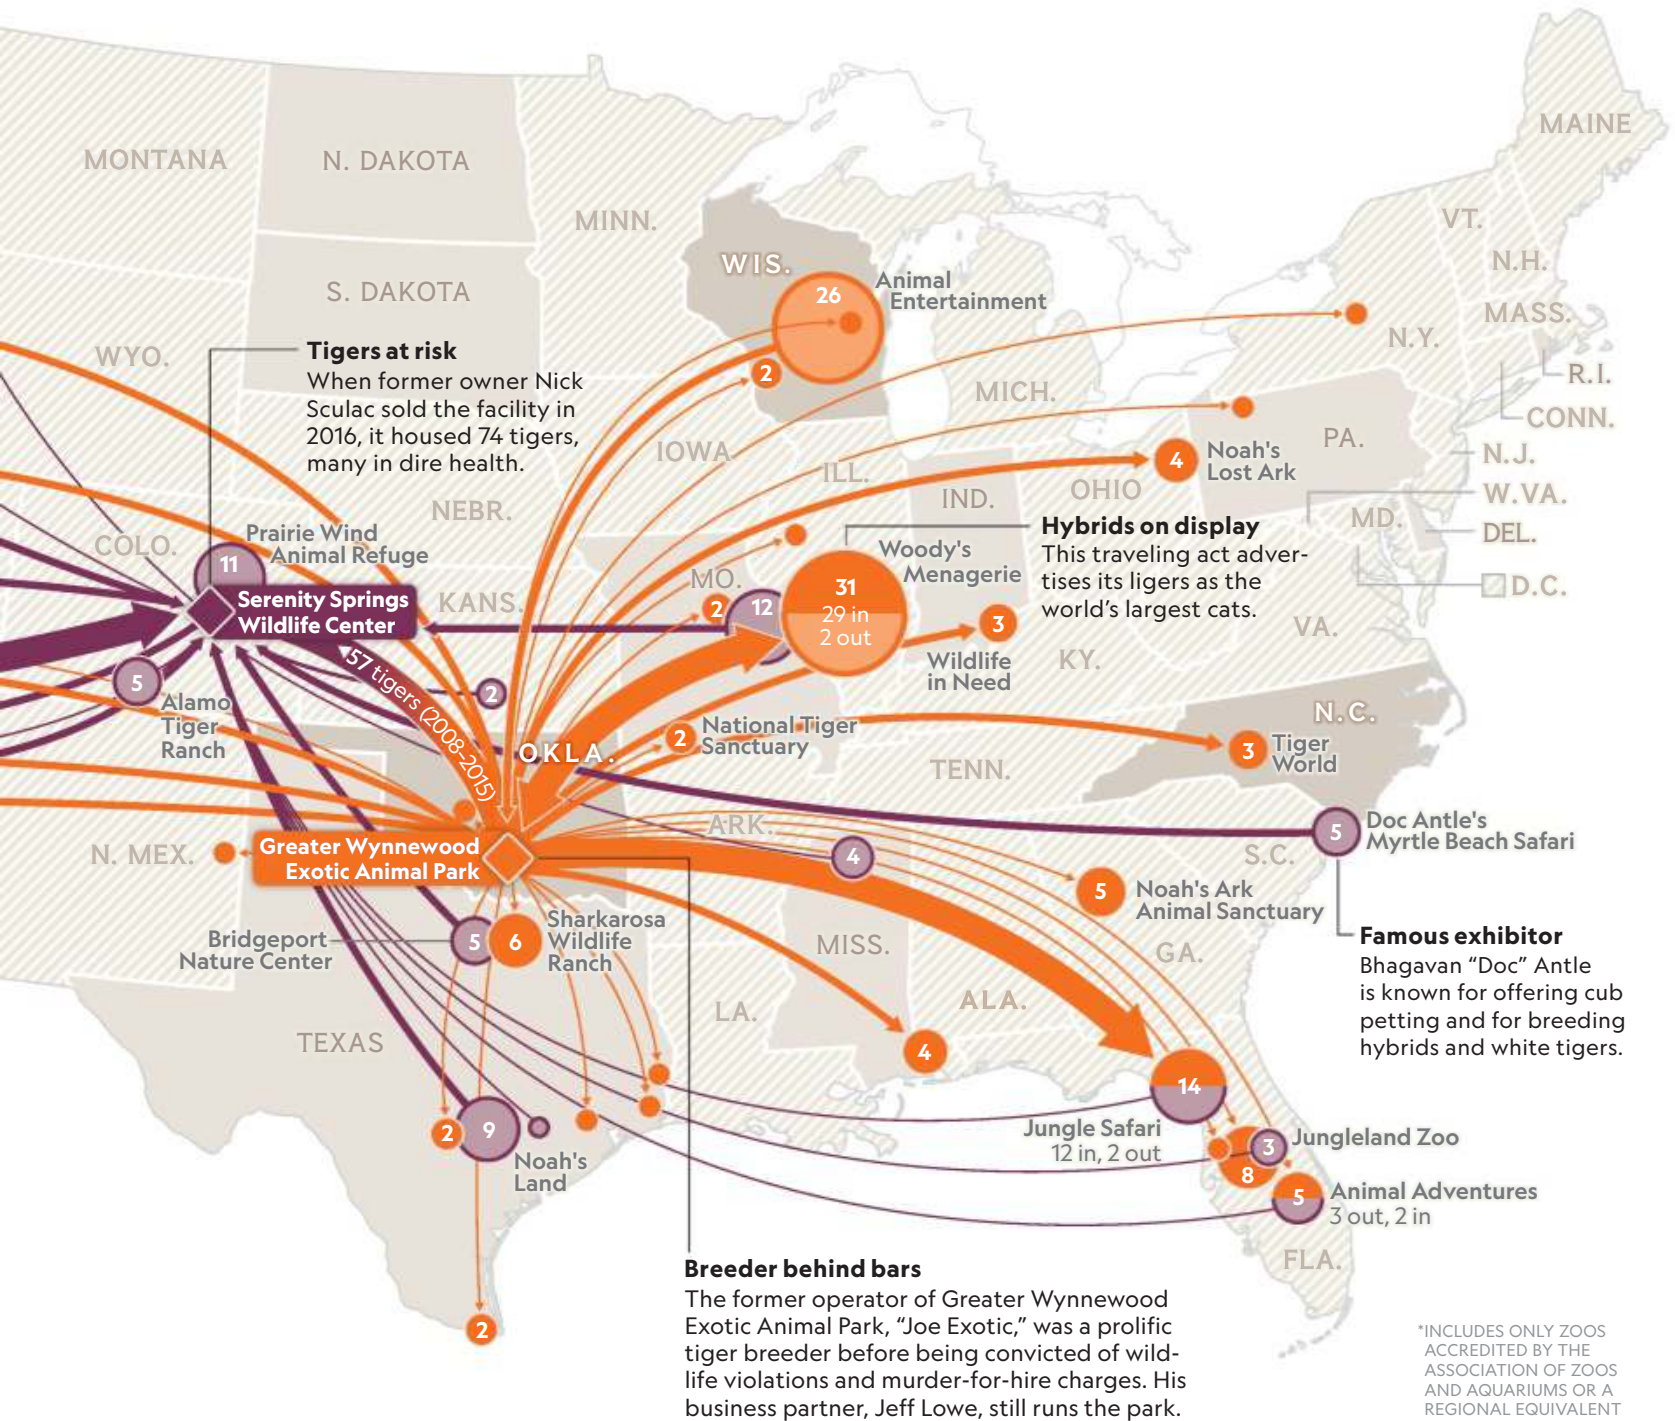 MAINE
MONTANA
N. DAKOTA
MINN.
VT.
N.H.
WIS.
S. DAKOTA
26
Animal
Entertainment
MASS.
N.Y.
WYO.
R.I.
2
MICH.
CONN.
Tigers at risk
When former owner Nick
Sculac sold the facility in
2016, it housed 74 tigers,
many in dire health.
IOWA
ILL.
PA.
N.J.
4
Noah's
Lost Ark
W.VA.
NEBR.
IND.
OHIO
MD.
DEL.
D.C.
Hybrids on display
This traveling act adver-
tises its ligers as the
world's largest cats.
COLO.
Prairie Wind
Animal Refuge
11
Woody's
Menagerie
31
29 in
2 out
MO.
2
12
Serenity Springs
Wildlife Center
KANS.
3
Wildlife
in Need
KY.
VA.
5
Alamo
Tiger
Ranch
57 tigers (2008-2015)
2
2
National Tiger
Sanctuary
OKLA.
N.C.
3
Tiger
World
TENN.
ARK.
4
5
Doc Antle's
Myrtle Beach Safari
S.C.
N. MEX.
Greater Wynnewood
Exotic Animal Park
5
Noah's Ark
Animal Sanctuary
Famous exhibitor
Bhagavan “Doc” Antle
is known for offering cub
petting and for breeding
hybrids and white tigers.
Bridgeport
Nature Center
5
6
Sharkarosa
Wildlife
Ranch
MISS.
GA.
ALA.
LA.
TEXAS
4
14
Jungle Safari
12 in, 2 out
2
9
Noah's
Land
3
Jungleland Zoo
8
5
Animal Adventures
3 out, 2 in
FLA.
2
Breeder behind bars
The former operator of Greater Wynnewood
Exotic Animal Park, “Joe Exotic,” was a prolific
tiger breeder before being convicted of wild-
life violations and murder-for-hire charges. His
business partner, Jeff Lowe, still runs the park.
*INCLUDES ONLY ZOOS
ACCREDITED BY THE
ASSOCIATION OF ZOOS
AND AQUARIUMS OR A
REGIONAL EQUIVALENT